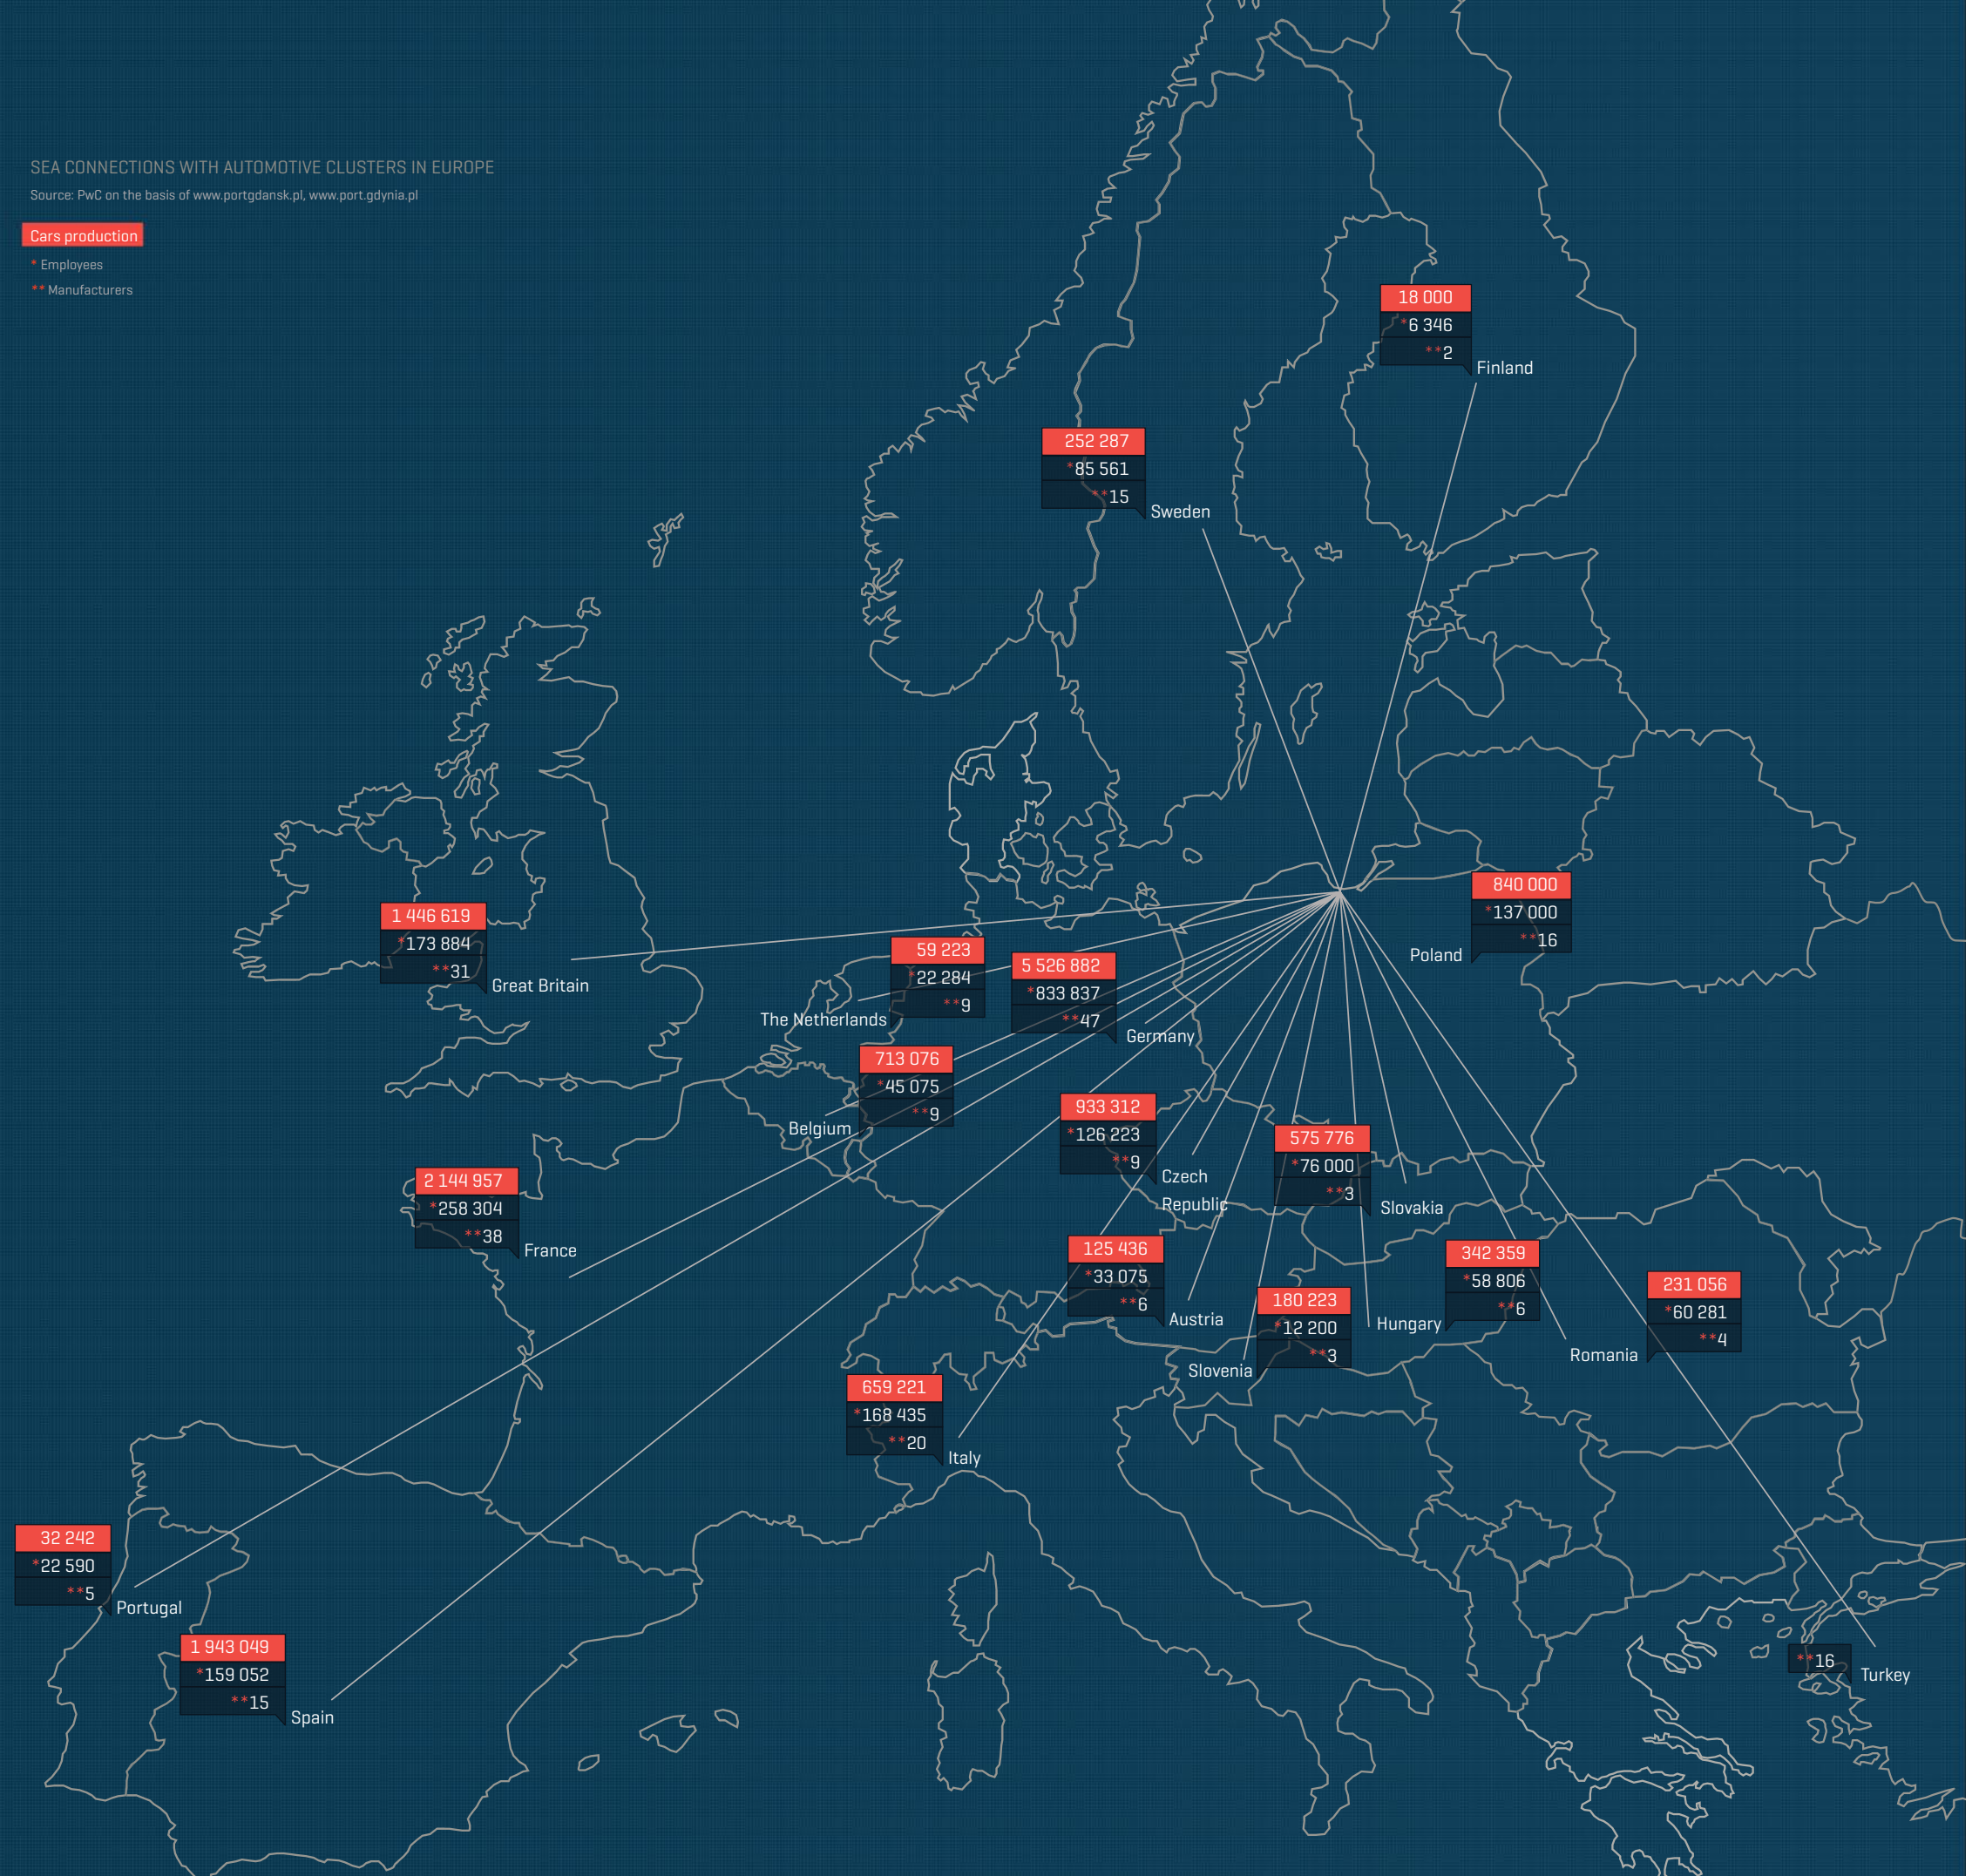 SEA CONNECTIONS WITH AUTOMOTIVE CLUSTERS IN EUROPE
Source: PwC on the basis of www.portgdansk.pl, www.port.gdynia.pl
Cars production
* Employees
** Manufacturers
18 000
*6 346
**2
Finland
252 287
*85 561
**15
Sweden
840 000
*137 000
**16
Poland
1 446 619
*173 884
**31
Great Britain
59 223
*22 284
**9
The Netherlands
5 526 882
*833 837
**47
Germany
713 076
*45 075
**9
Belgium
933 312
*126 223
**9
Czech
Republic
575 776
*76 000
**3
Slovakia
2 144 957
*258 304
**38
France
125 436
*33 075
**6
Austria
342 359
*58 806
**6
Hungary
231 056
*60 281
**4
Romania
180 223
*12 200
**3
Slovenia
659 221
*168 435
**20
Italy
32 242
*22 590
**5
Portugal
1 943 049
*159 052
**15
Spain
**16
Turkey